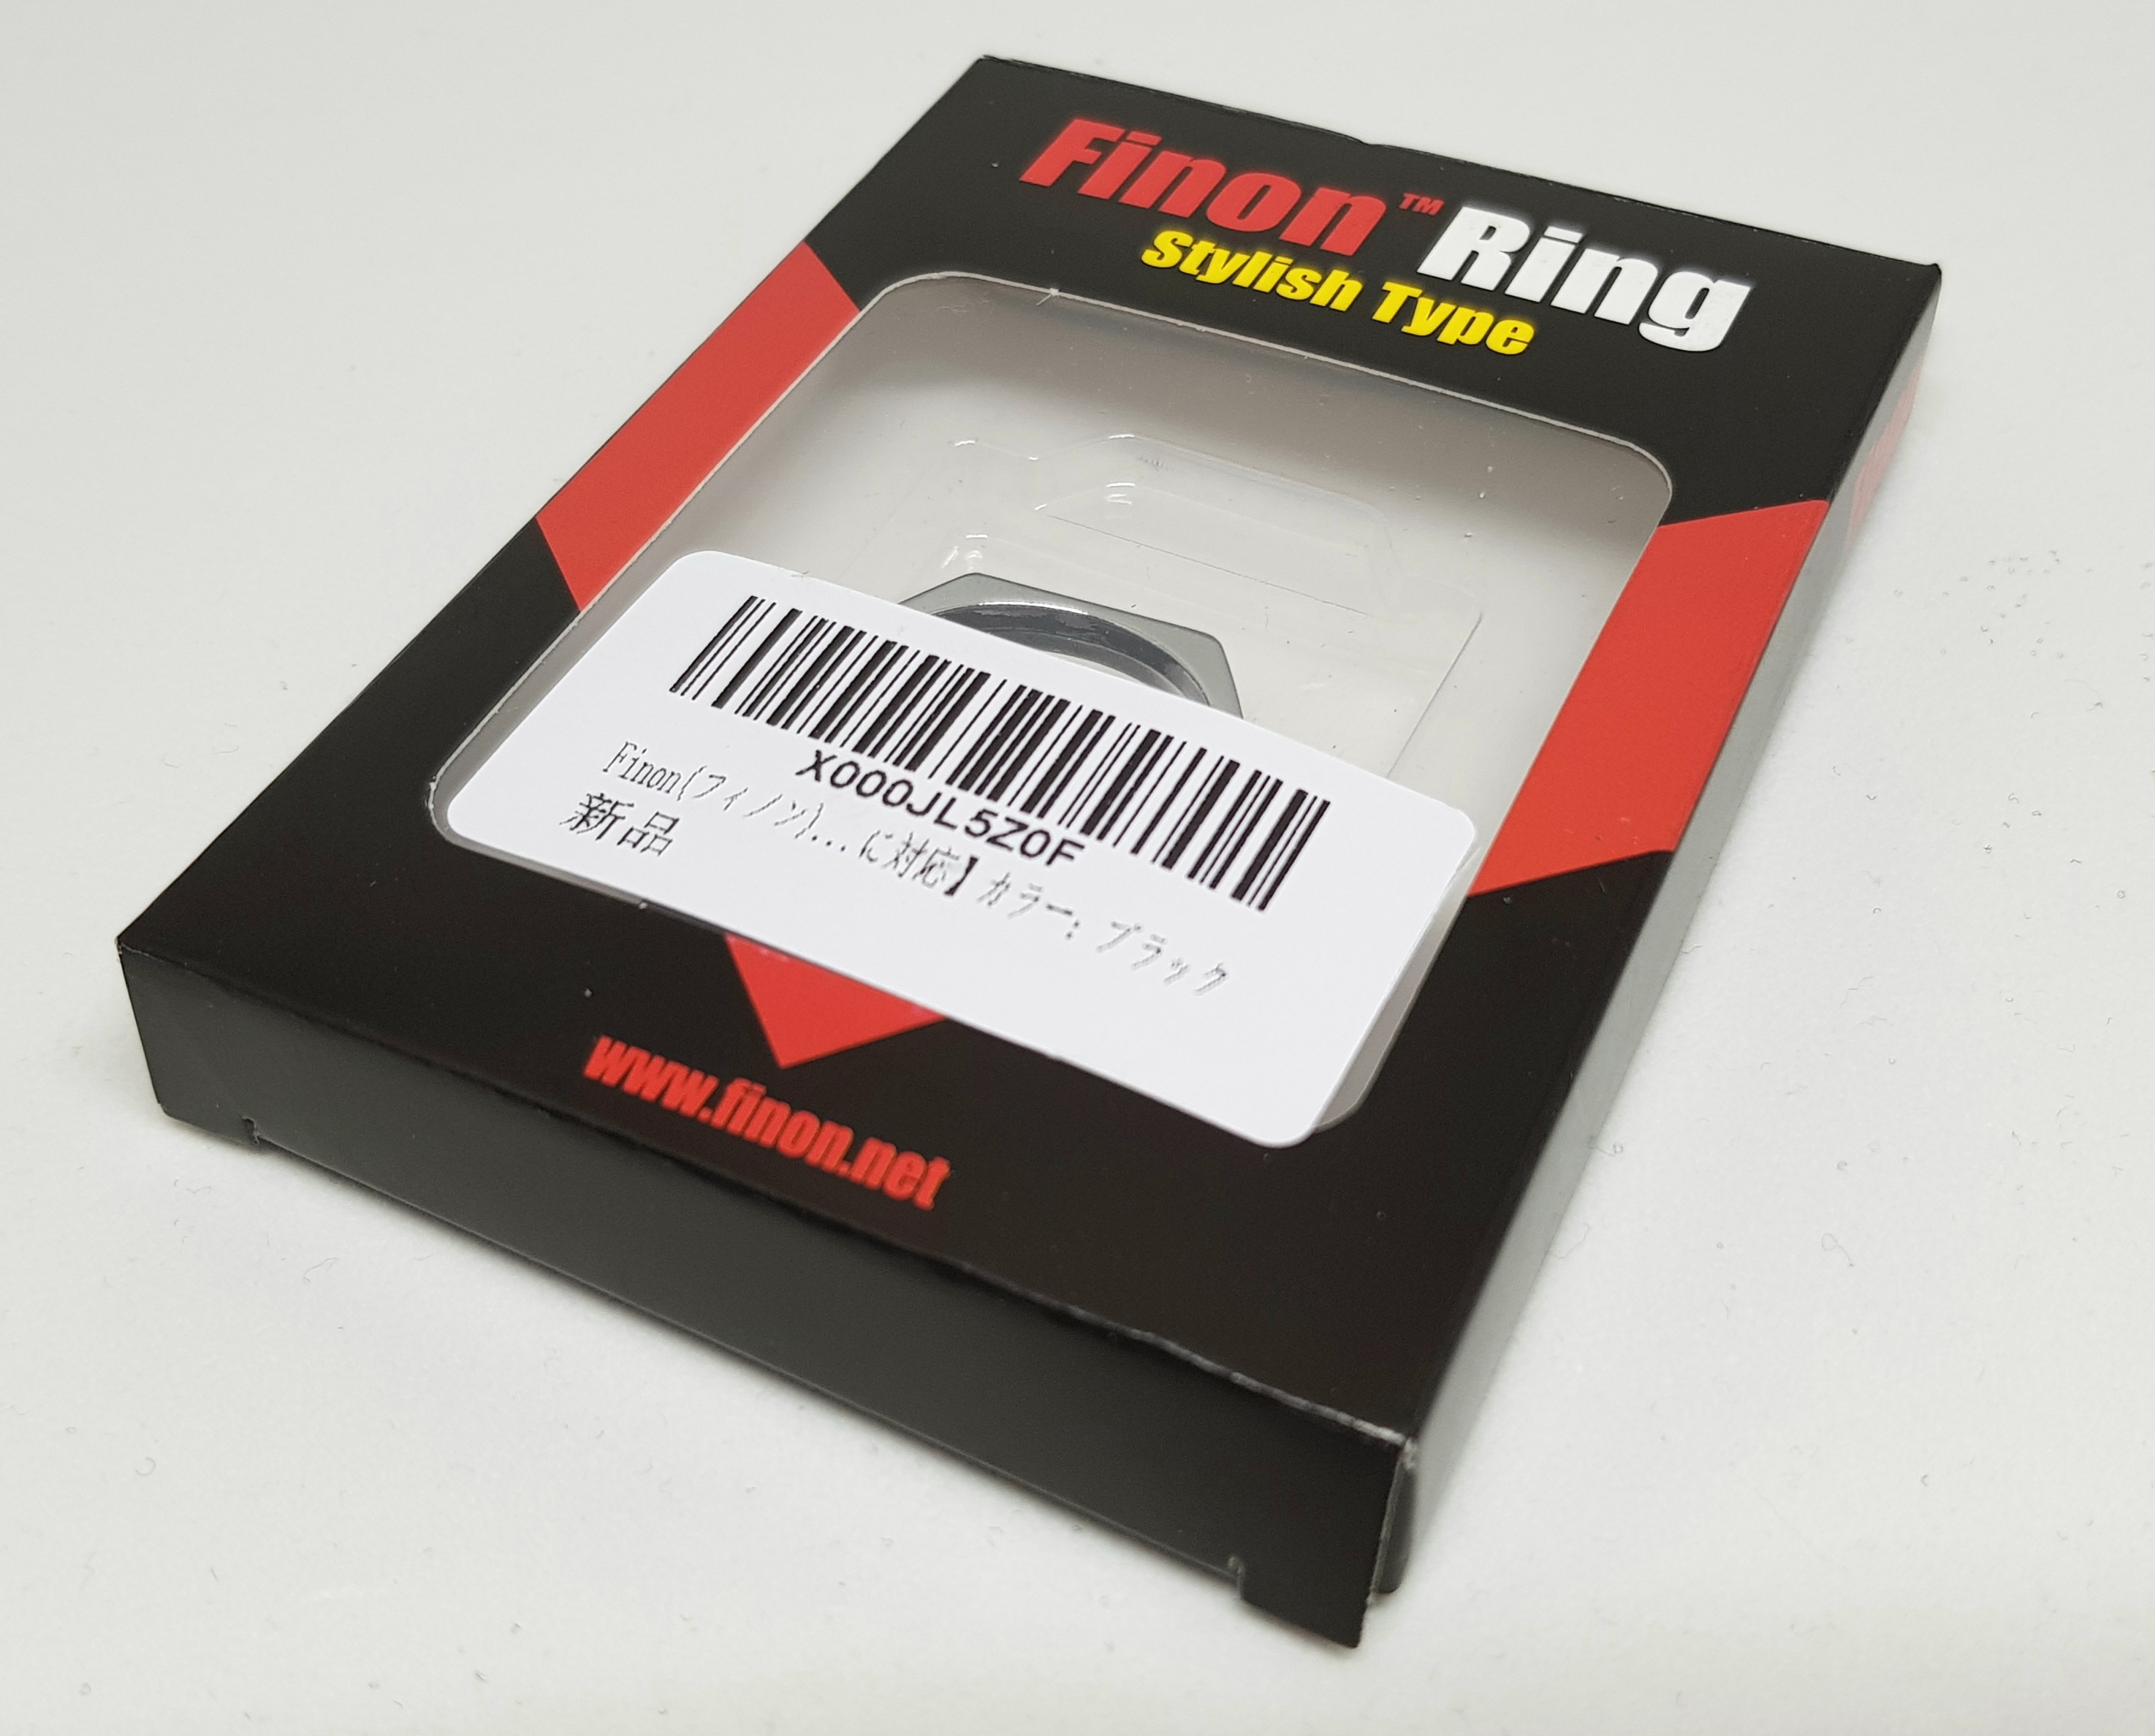 Finon™ Ring
Stylish Type
X000JL5Z0F
Finon(フィノン)...に対応】カラー: ブラック
新品
www.finon.net